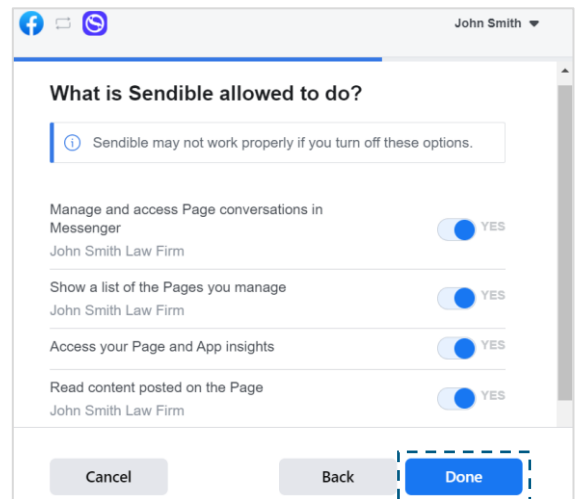 John Smith
What is Sendible allowed to do?
Sendible may not work properly if you turn off these options.
Manage and access Page conversations in
Messenger
YES
John Smith Law Firm
Show a list of the Pages you manage
YES
John Smith Law Firm
Access your Page and App insights
YES
Read content posted on the Page
YES
John Smith Law Firm
Cancel
Back
Done